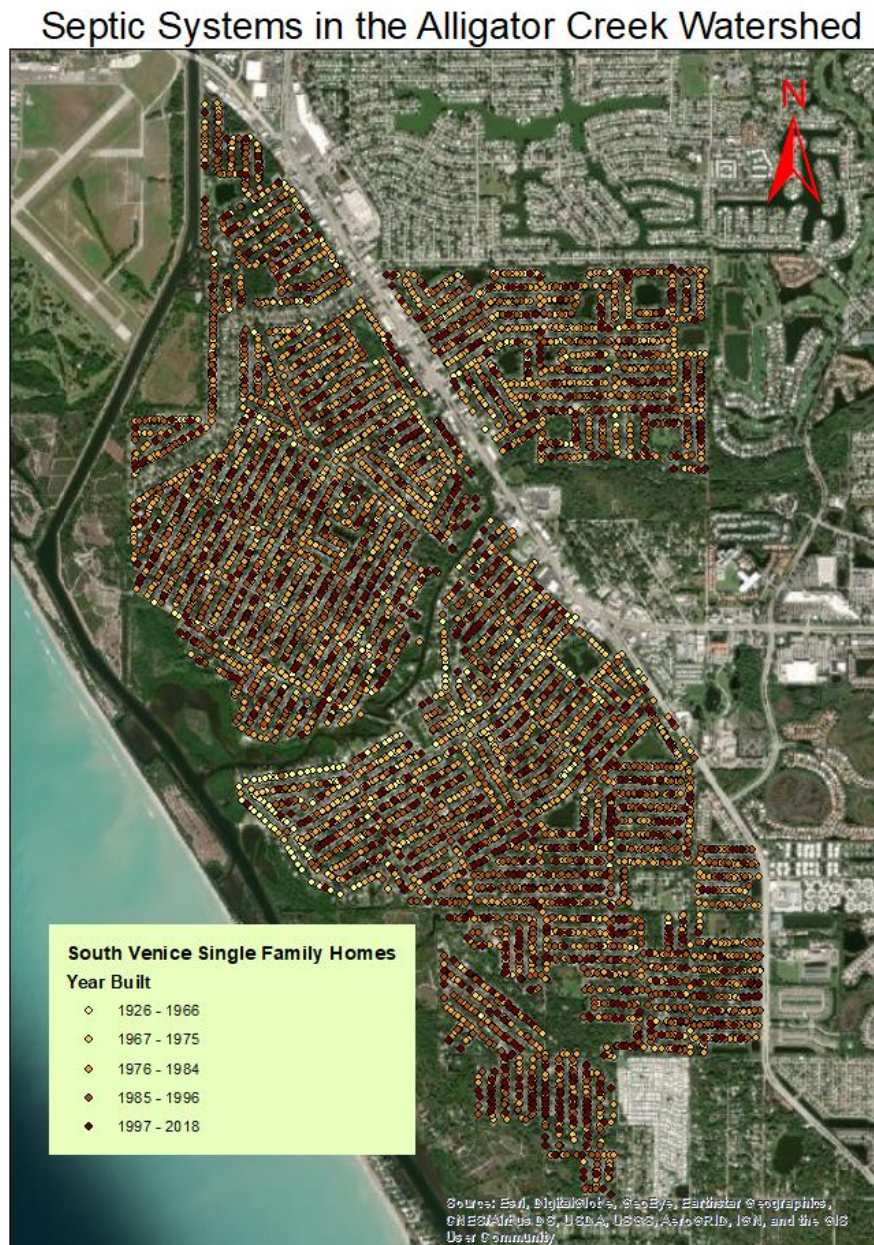 Septic Systems in the Alligator Creek Watershed
N
South Venice Single Family Homes
Year Built
1926 - 1966
1967 - 1975
1976 - 1984
1985 - 1996
1997 - 2018
Source: Esri, DigitalGlobe, GeoEye, Earthstar Geographics,
CNES/Airbus DS, USDA, USGS, AeroGRID, IGN, and the GIS
User Community